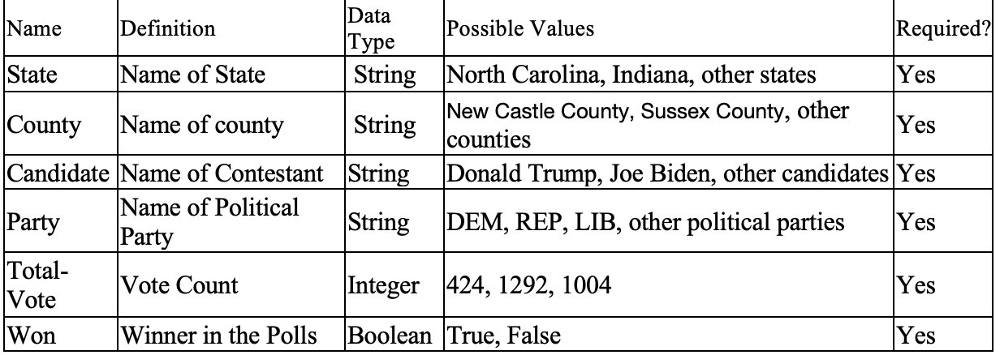 Name Definition Data Type Possible Values Required?
State Name of State String North Carolina, Indiana, other states Yes
County Name of county String New Castle County, Sussex County, other counties Yes
Candidate Name of Contestant String Donald Trump, Joe Biden, other candidates Yes
Party Name of Political Party String DEM, REP, LIB, other political parties Yes
Total-Vote Vote Count Integer 424, 1292, 1004 Yes
Won Winner in the Polls Boolean True, False Yes